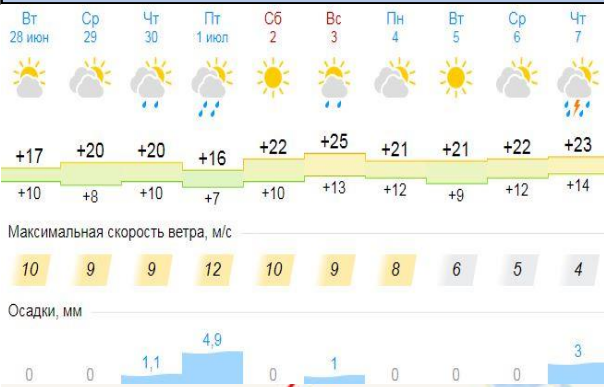 Вт Ср Чт Пт Сб Вс Пн Вт Ср Чт
28 июн 29 30 1 июл 2 3 4 5 6 7
+17 +20 +20 +16 +22 +25 +21 +21 +22 +23
+10 +8 +10 +7 +10 +13 +12 +9 +12 +14
Максимальная скорость ветра, м/с
10 9 9 12 10 9 8 6 5 4
Осадки, мм
0 0 1,1 4,9 0 1 0 0 0 3